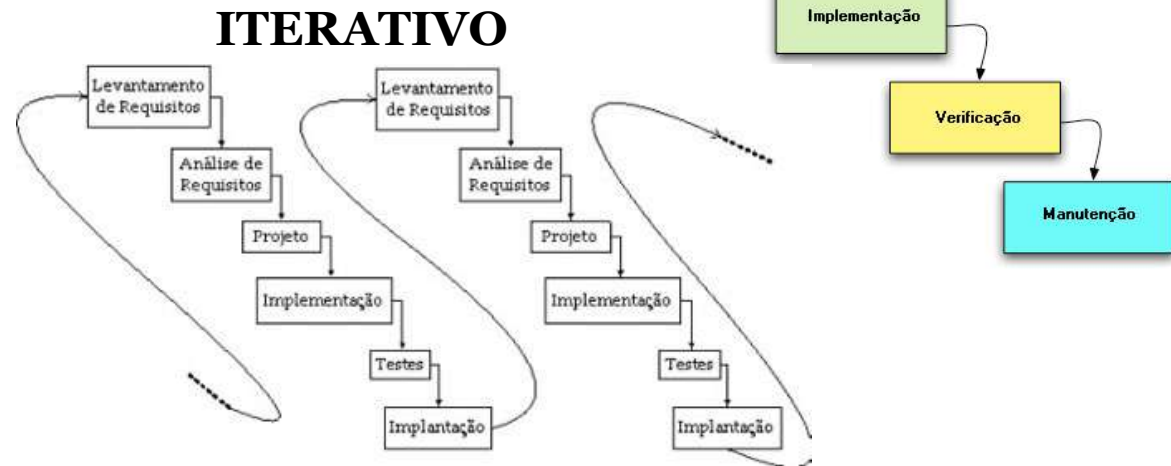 ITERATIVO
Levantamento
de Requisitos
Análise de
Requisitos
Projeto
Implementação
Testes
Implantação
Levantamento
de Requisitos
Análise de
Requisitos
Projeto
Implementação
Testes
Implantação
Implementação
Verificação
Manutenção